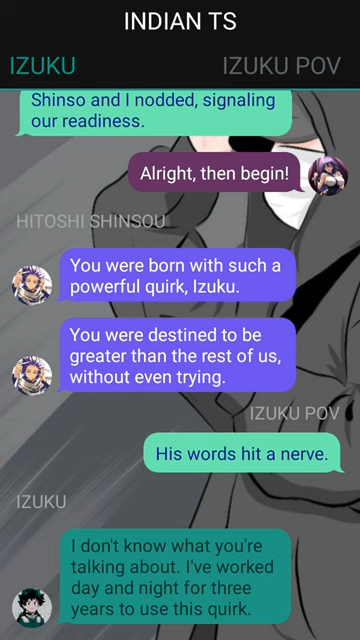 INDIAN TS
IZUKU
IZUKU POV
Shinso and I nodded, signaling
our readiness.
Alright, then begin!
HITOSHI SHINSOU
You were born with such a
powerful quirk, Izuku.
You were destined to be
greater than the rest of us,
without even trying.
IZUKU POV
His words hit a nerve.
IZUKU
I don't know what you're
talking about. I've worked
day and night for three
years to use this quirk.